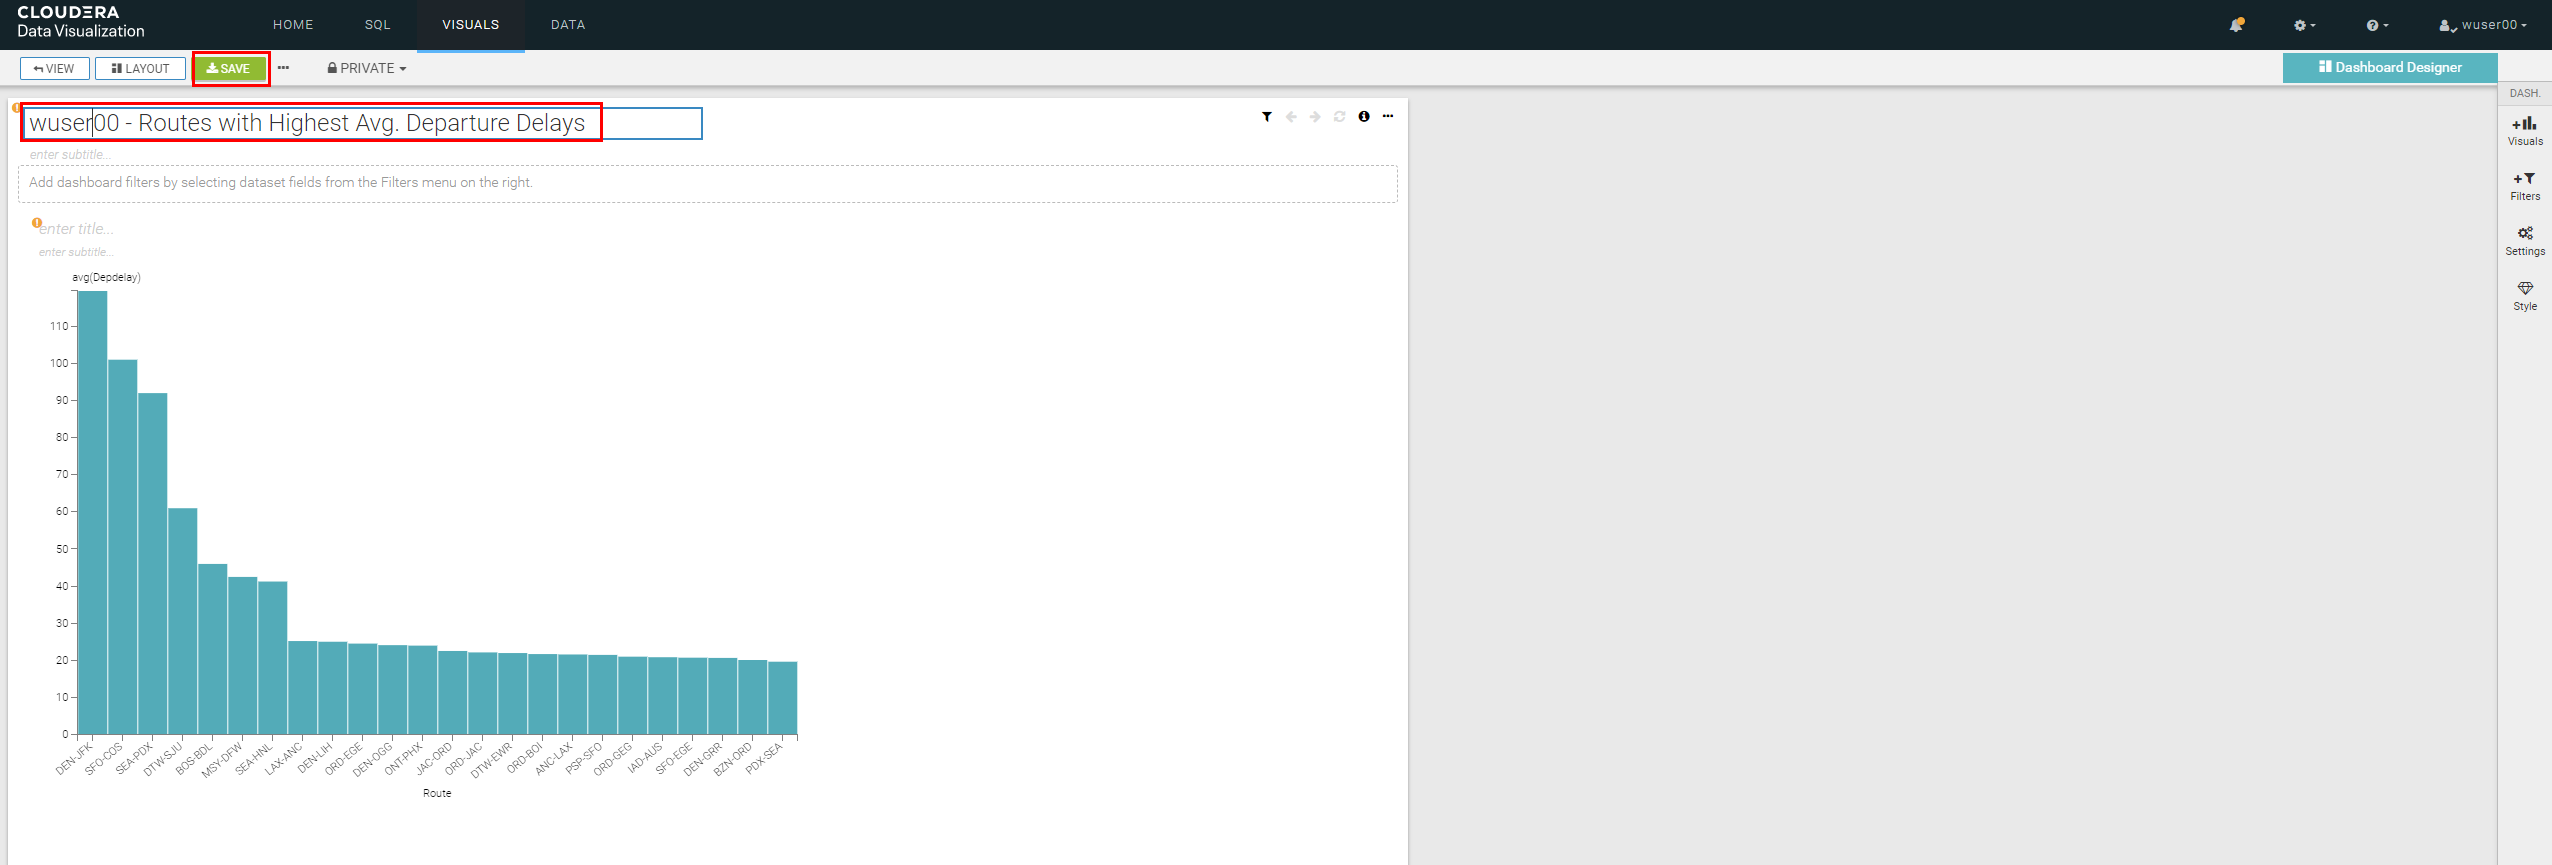 CLOUDERA
Data Visualization
HOME
SQL
VISUALS
DATA
wuser00
VIEW
LAYOUT
SAVE
PRIVATE
Dashboard Designer
DASH.
Visuals
Filters
Settings
Style
wuser00 - Routes with Highest Avg. Departure Delays
enter subtitle...
Add dashboard filters by selecting dataset fields from the Filters menu on the right.
enter title...
enter subtitle...
avg(Depdelay)
110
100
90
80
70
60
50
40
30
20
10
0
DEN-JFK
SFO-COS
SEA-PDX
DTW-SJU
BOS-BDL
MSY-DFW
SEA-HNL
LAX-ANC
DEN-LIH
ORD-EGE
DEN-OGG
ONT-PHX
JAC-ORD
ORD-JAC
DTW-EWR
ORD-BOI
ANC-LAX
PSP-SFO
ORD-GEG
IAD-AUS
SFO-EGE
DEN-GRR
BZN-ORD
PDX-SEA
Route